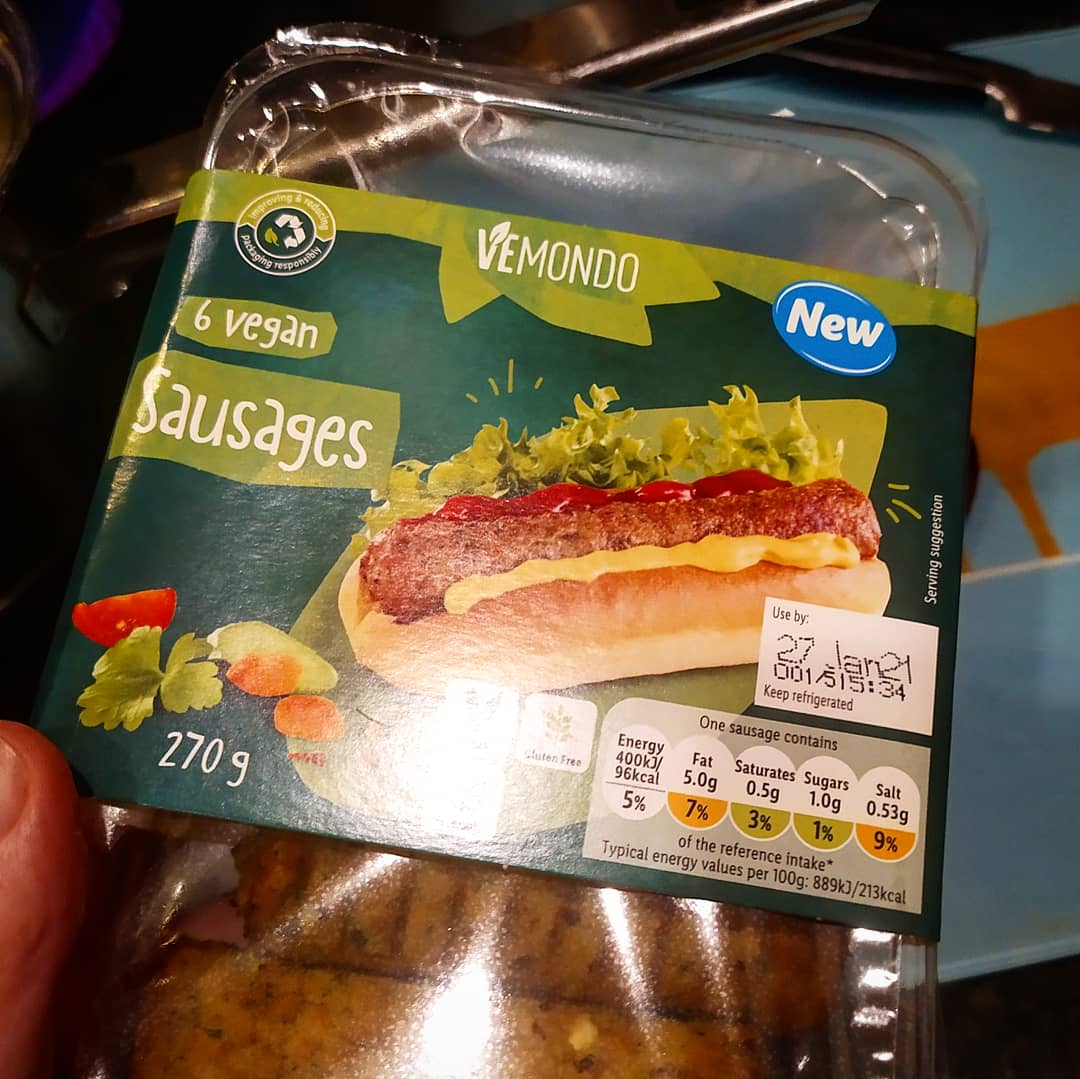 improving & reducing
packaging responsibly
VEMONDO
New
6 vegan
Sausages
Serving suggestion
Use by:
27 Jan21
001/515:34
Keep refrigerated
270 g
Gluten Free
One sausage contains
Energy
400kJ/
96kcal
5%
Fat
5.0g
7%
Saturates
0.5g
3%
Sugars
1.0g
1%
Salt
0.53g
9%
of the reference intake*
Typical energy values per 100g: 889kJ/213kcal